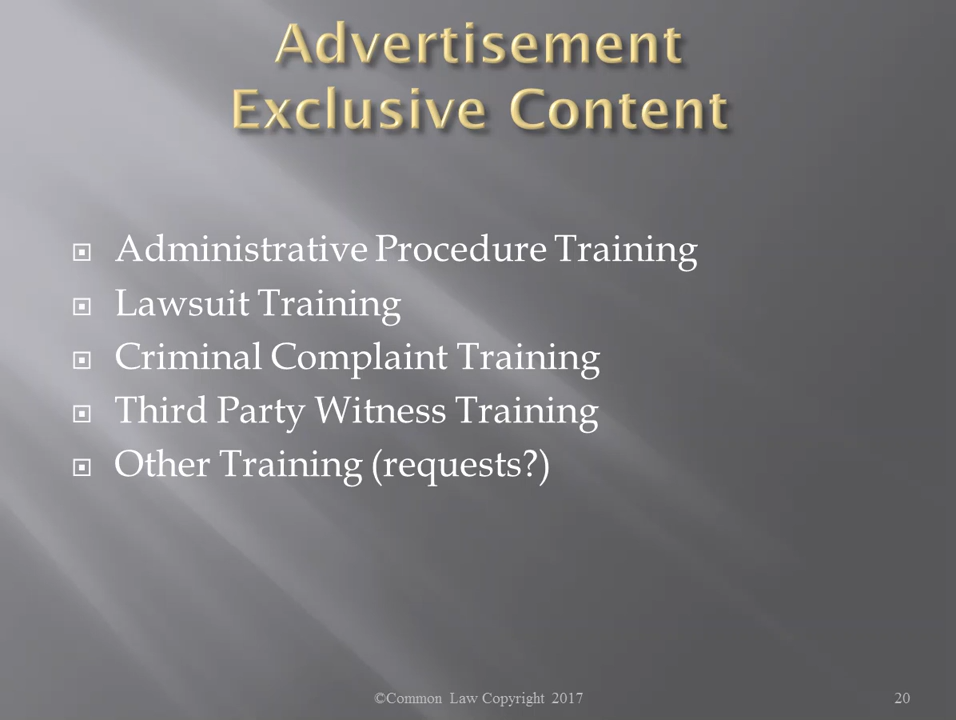 Advertisement
Exclusive Content
Administrative Procedure Training
Lawsuit Training
Criminal Complaint Training
Third Party Witness Training
Other Training (requests?)
©Common Law Copyright 2017
20